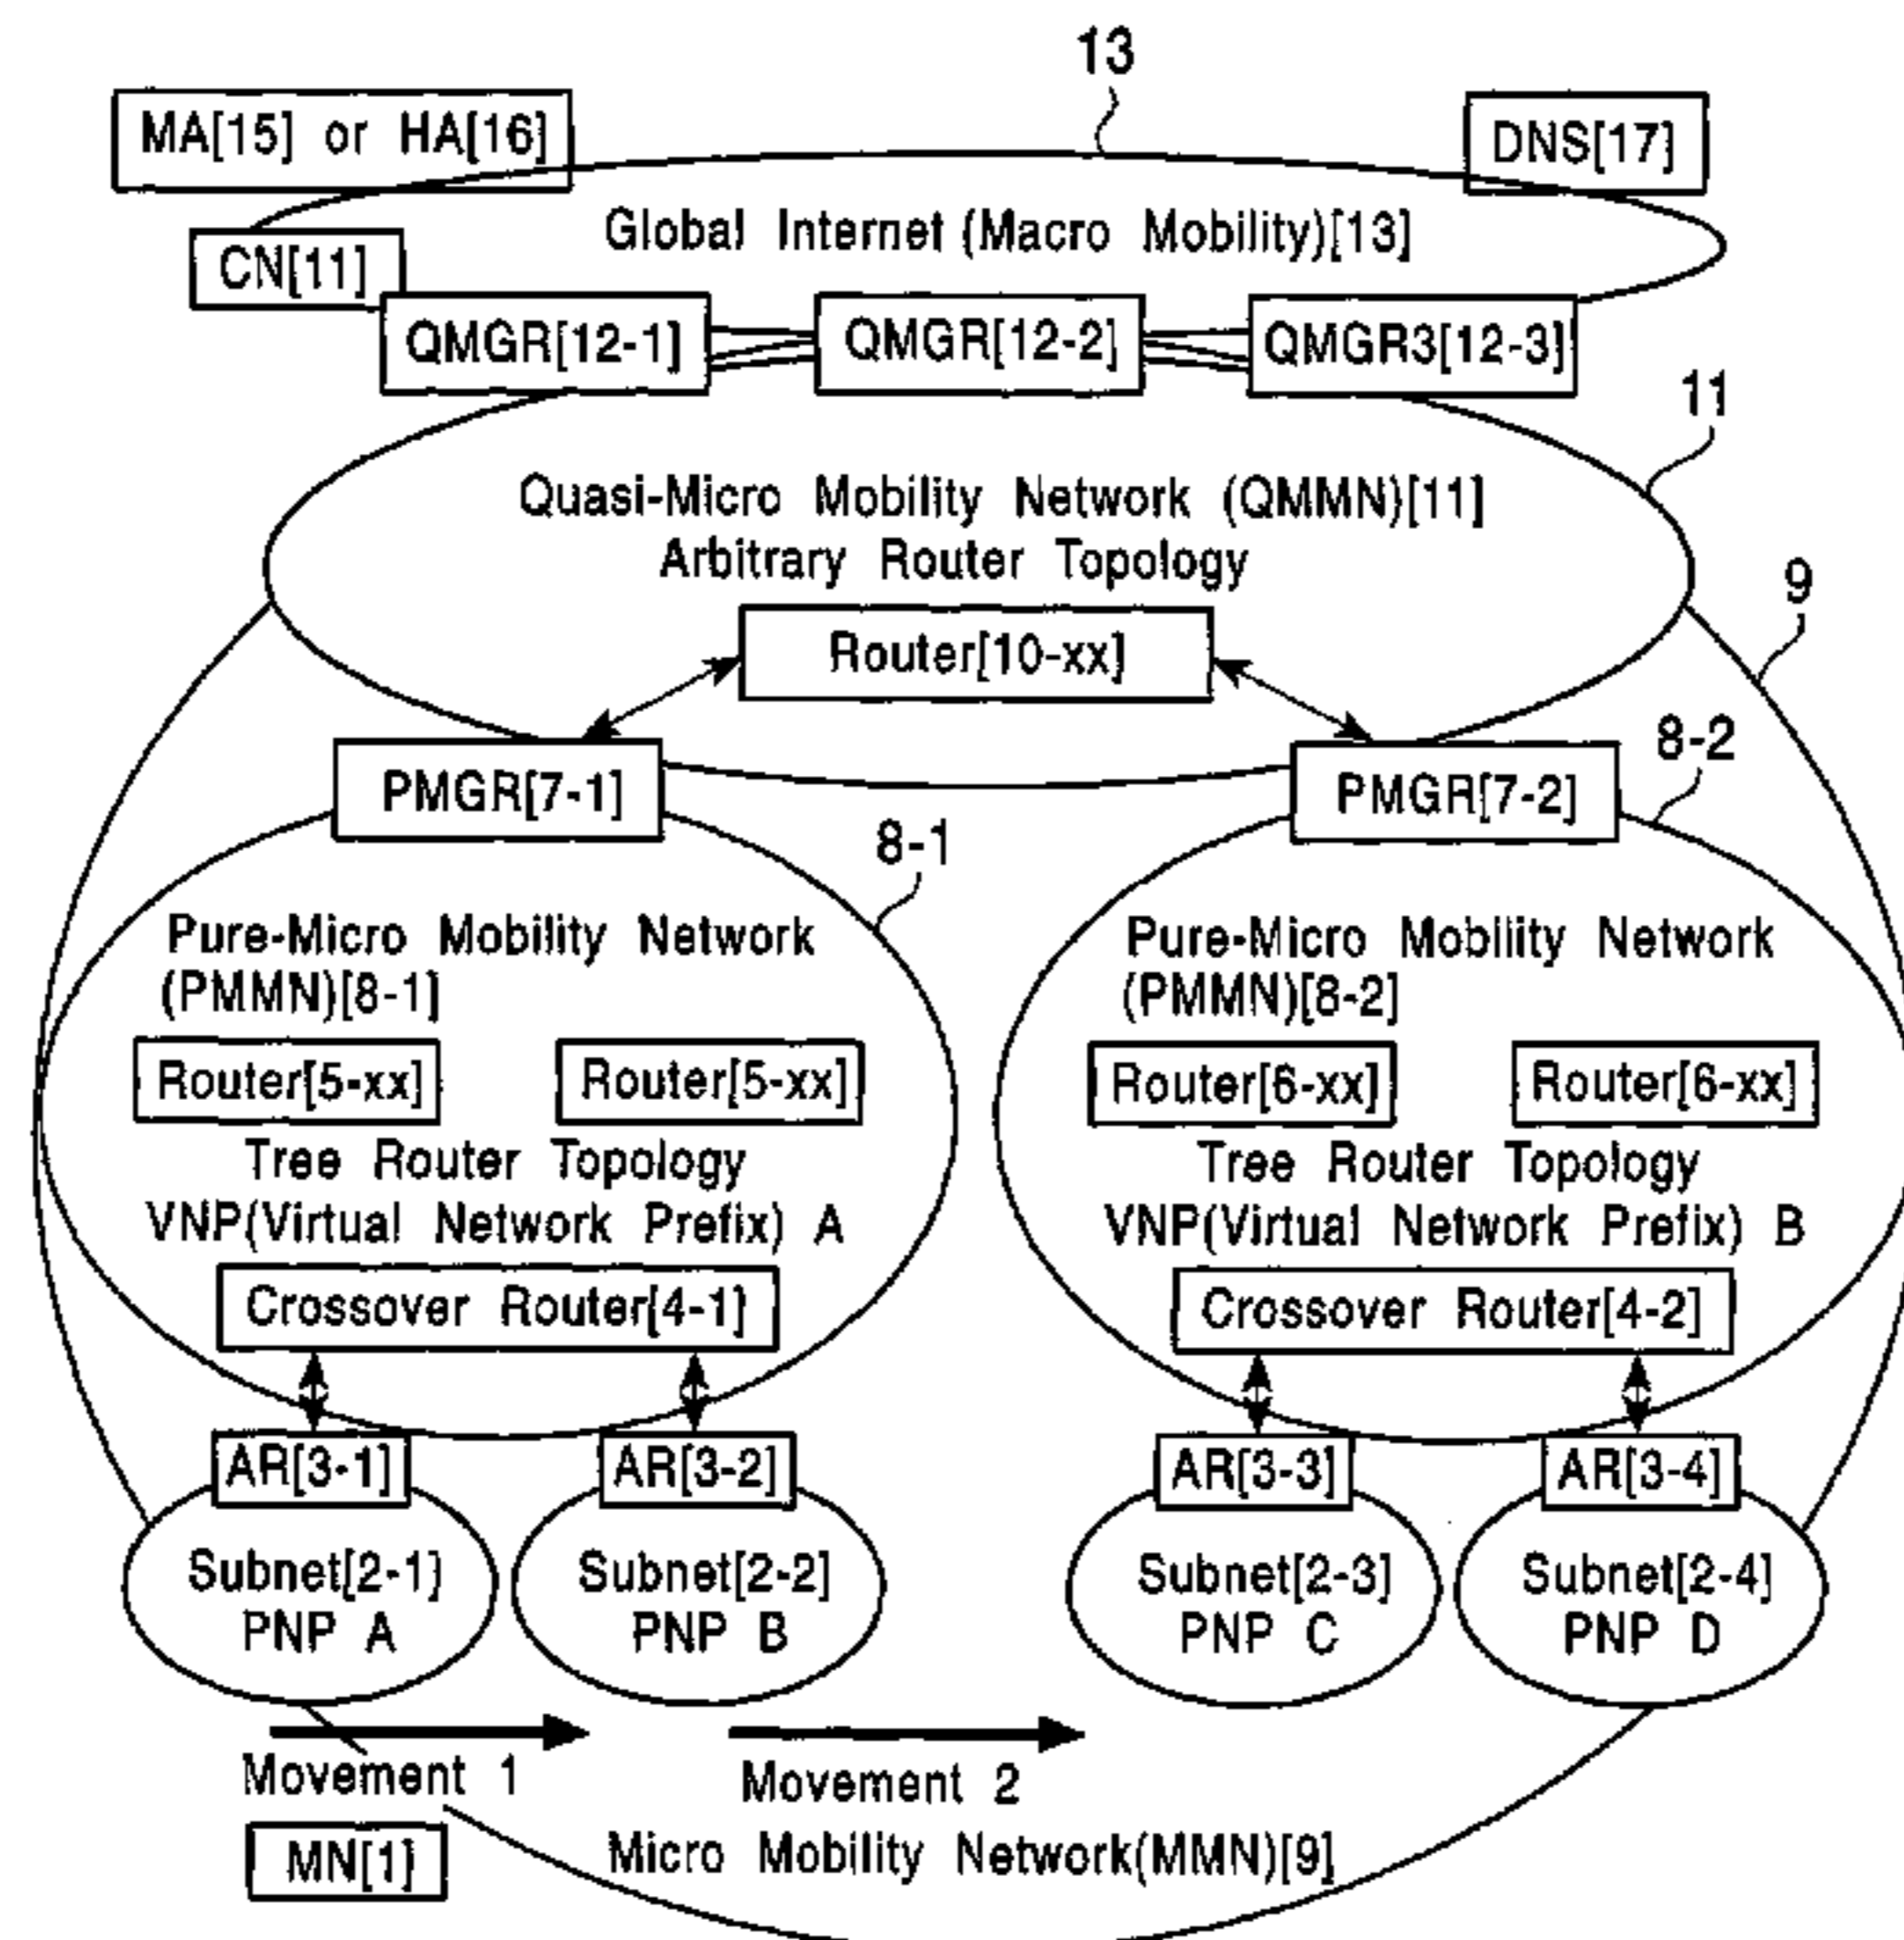 13
MA[15] or HA[16]
DNS[17]
Global Internet (Macro Mobility)[13]
CN[11]
QMGR[12-1]
QMGR[12-2]
QMGR3[12-3]
11
Quasi-Micro Mobility Network (QMMN)[11]
Arbitrary Router Topology
9
Router[10-xx]
8-2
PMGR[7-1]
PMGR[7-2]
8-1
Pure-Micro Mobility Network
(PMMN)[8-1]
Router[5-xx]
Router[5-xx]
Tree Router Topology
VNP(Virtual Network Prefix) A
Crossover Router[4-1]
Pure-Micro Mobility Network
(PMMN)[8-2]
Router[6-xx]
Router[6-xx]
Tree Router Topology
VNP(Virtual Network Prefix) B
Crossover Router[4-2]
AR[3-1]
AR[3-2]
AR[3-3]
AR[3-4]
Subnet[2-1]
PNP A
Subnet[2-2]
PNP B
Subnet[2-3]
PNP C
Subnet[2-4]
PNP D
Movement 1
Movement 2
MN[1]
Micro Mobility Network(MMN)[9]